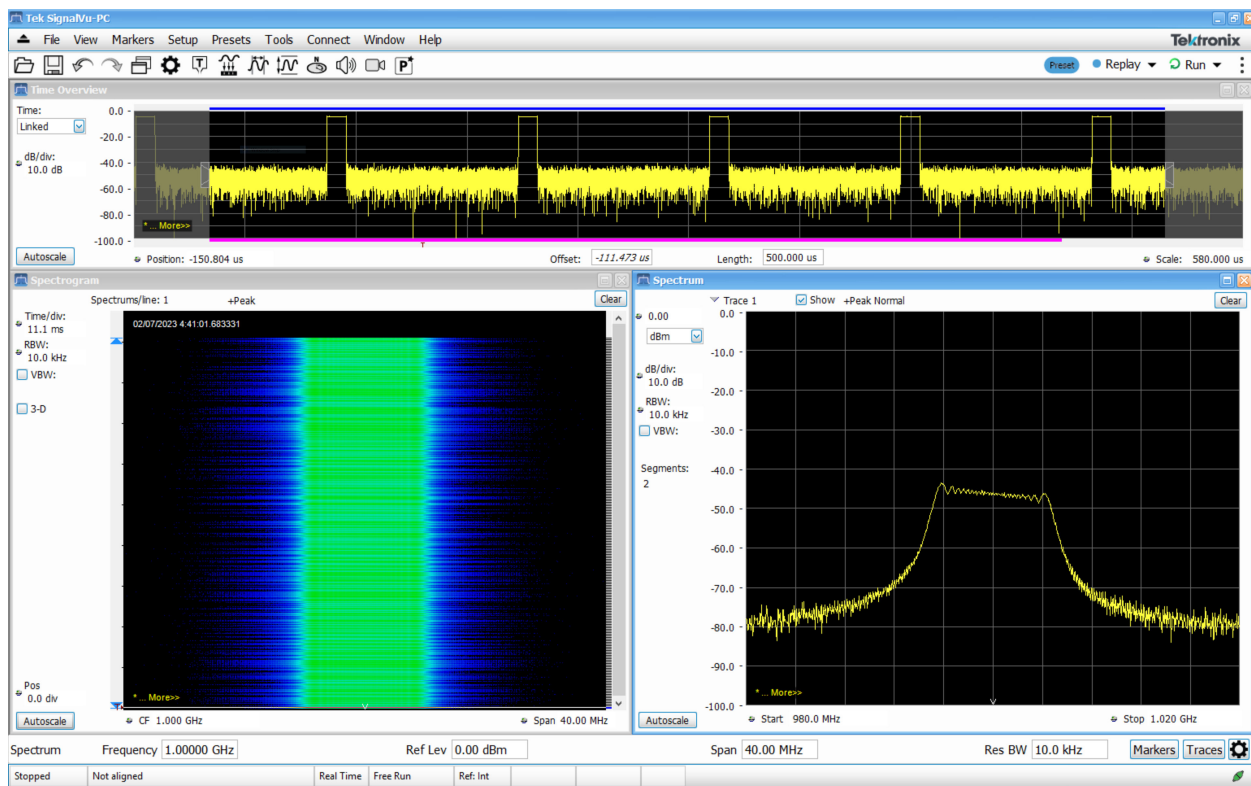 Tek SignalVu-PC
File View Markers Setup Presets Tools Connect Window Help
Tektronix
Preset Replay Run
Time Overview
Time:
Linked
dB/div:
10.0 dB
Autoscale
0.0
-20.0
-40.0
-60.0
-80.0
-100.0
* ... More>>
T
Position: -150.804 us
Offset: -111.473 us
Length: 500.000 us
Scale: 580.000 us
Spectrogram
Spectrums/line: 1 +Peak Clear
Time/div:
11.1 ms
RBW:
10.0 kHz
VBW:
3-D
Pos
0.0 div
Autoscale
02/07/2023 4:41:01.683331
* ... More>>
CF 1.000 GHz
Span 40.00 MHz
Spectrum
Trace 1 Show +Peak Normal Clear
0.00
dBm
dB/div:
10.0 dB
RBW:
10.0 kHz
VBW:
Segments:
2
Autoscale
0.0
-10.0
-20.0
-30.0
-40.0
-50.0
-60.0
-70.0
-80.0
-90.0
-100.0
* ... More>>
Start 980.0 MHz
Stop 1.020 GHz
Spectrum Frequency 1.00000 GHz Ref Lev 0.00 dBm Span 40.00 MHz Res BW 10.0 kHz Markers Traces
Stopped Not aligned Real Time Free Run Ref: Int